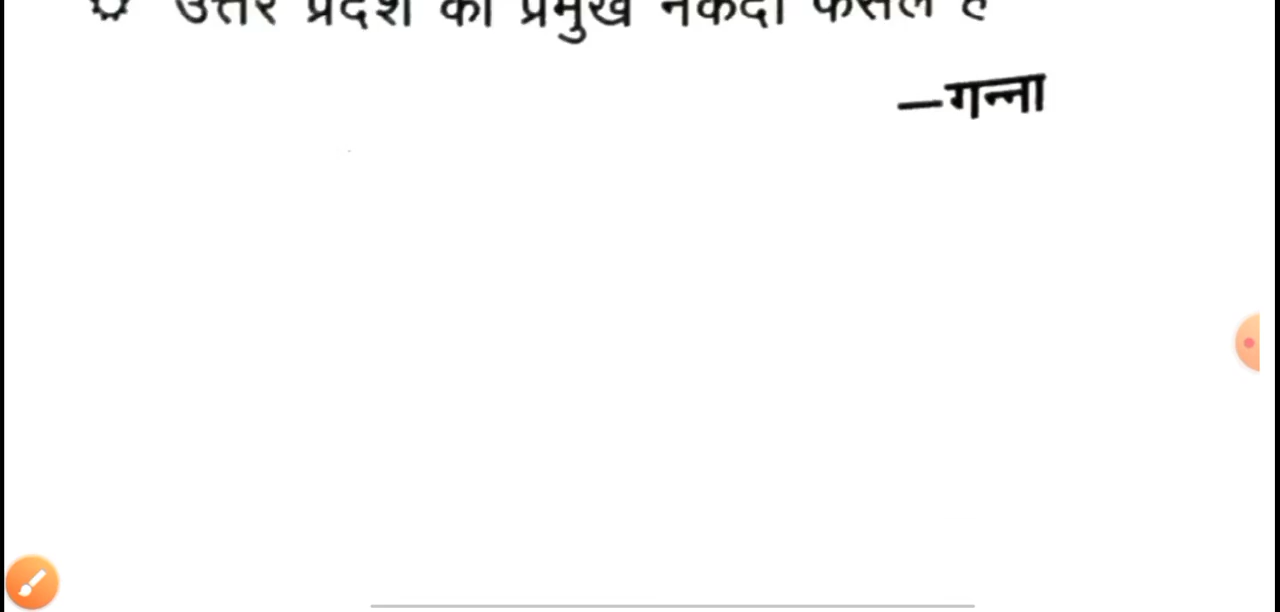 उत्तर प्रदेश की प्रमुख नकदी फसल है
—गन्ना